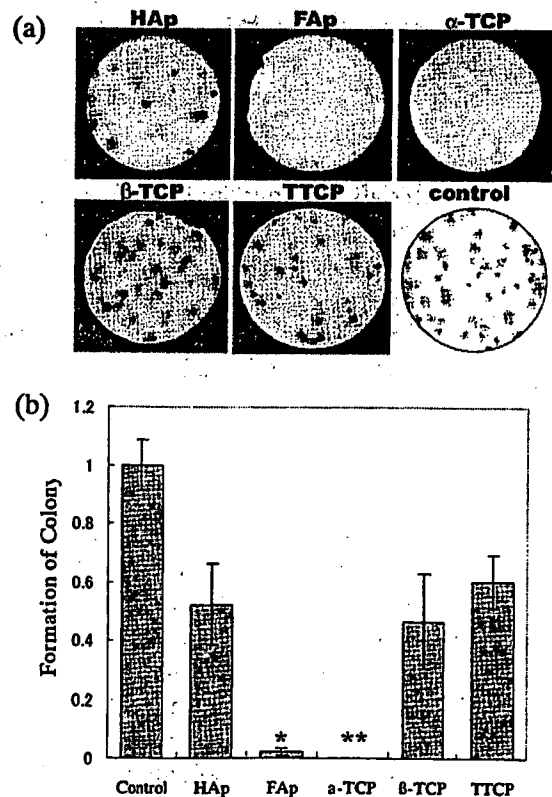 (a)
HAp FAp α-TCP
β-TCP TTCP control
(b)
Formation of Colony
1.2
1
0.8
0.6
0.4
0.2
0
* **
Control HAp FAp a-TCP ß-TCP TTCP